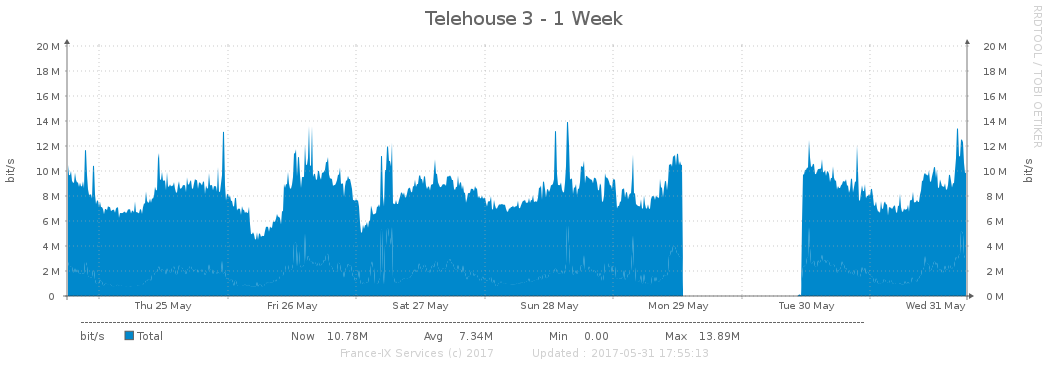 Telehouse 3 - 1 Week
RRDTOOL / TOBI OETIKER
bit/s
bit/s
20 M 20 M
18 M 18 M
16 M 16 M
14 M 14 M
12 M 12 M
10 M 10 M
8 M 8 M
6 M 6 M
4 M 4 M
2 M 2 M
0 0 M
Thu 25 May Fri 26 May Sat 27 May Sun 28 May Mon 29 May Tue 30 May Wed 31 May
bit/s Total Now 10.78M Avg 7.34M Min 0.00 Max 13.89M
France-IX Services (c) 2017 Updated : 2017-05-31 17:55:13